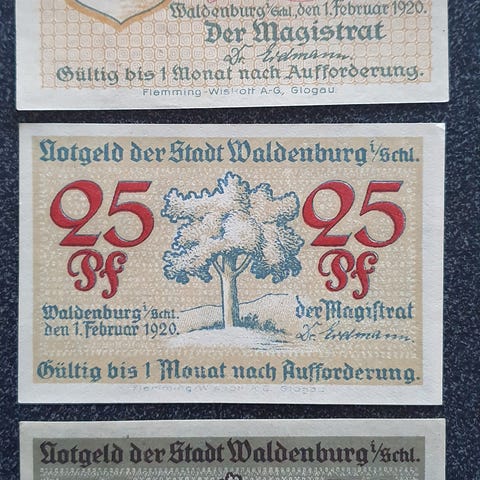 Waldenburg i/Schl., den 1. Februar 1920.
Der Magistrat
Dr. Erdmann.
Gültig bis 1 Monat nach Aufforderung.
Flemming-Wiskott A-G, Glogau
Notgeld der Stadt Waldenburg i/Schl.
25 25
Pf Pf
Waldenburg i/Schl. der Magistrat
den 1. Februar 1920. Dr. Erdmann.
Gültig bis 1 Monat nach Aufforderung.
Flemming-Wiskott A-G. Glogau
Notgeld der Stadt Waldenburg i/Schl.